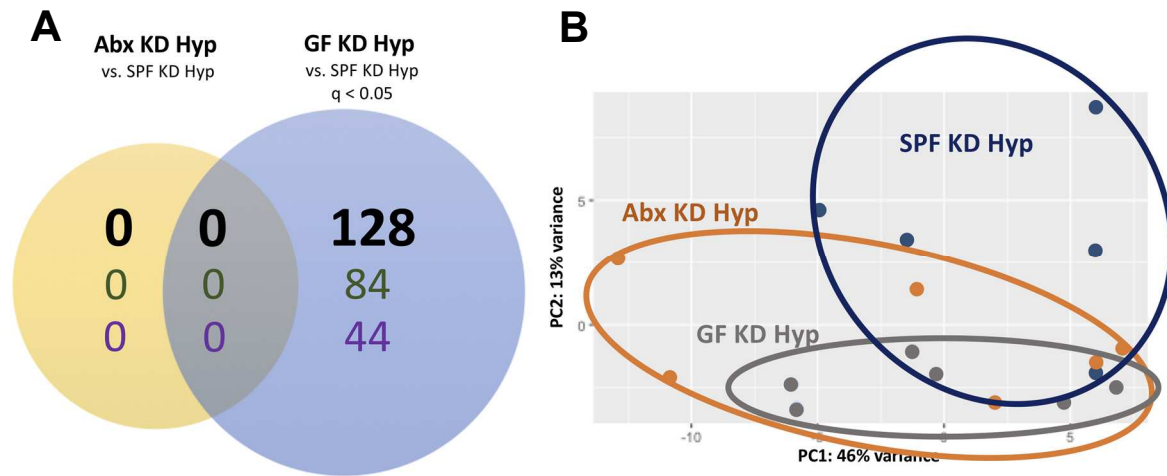 A
Abx KD Hyp
vs. SPF KD Hyp
GF KD Hyp
vs. SPF KD Hyp
q < 0.05
0 0 128
0 0 84
0 0 44
B
SPF KD Hyp
Abx KD Hyp
GF KD Hyp
PC2: 13% variance
5
0
-10 -5 0 5
PC1: 46% variance